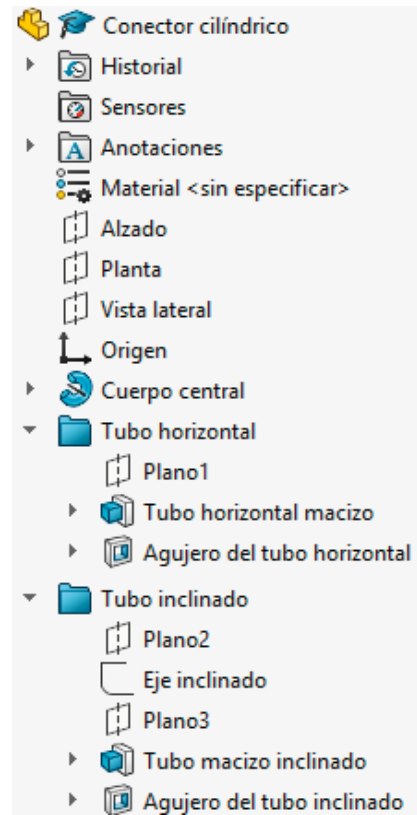 Conector cilíndrico
Historial
Sensores
Anotaciones
Material <sin especificar>
Alzado
Planta
Vista lateral
Origen
Cuerpo central
Tubo horizontal
Plano1
Tubo horizontal macizo
Agujero del tubo horizontal
Tubo inclinado
Plano2
Eje inclinado
Plano3
Tubo macizo inclinado
Agujero del tubo inclinado